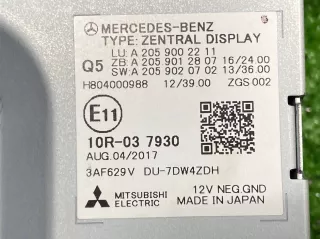 MERCEDES-BENZ
TYPE: ZENTRAL DISPLAY
LU: A 205 900 22 11
Q5 ZB: A 205 901 28 07 16/24.00
SW: A 205 902 07 02 13/36.00
H804000988 12/39.00 ZGS 002
E11
10R-03 7930
AUG.04/2017
3AF629V DU-7DW4ZDH
MITSUBISHI ELECTRIC 12V NEG.GND
MADE IN JAPAN